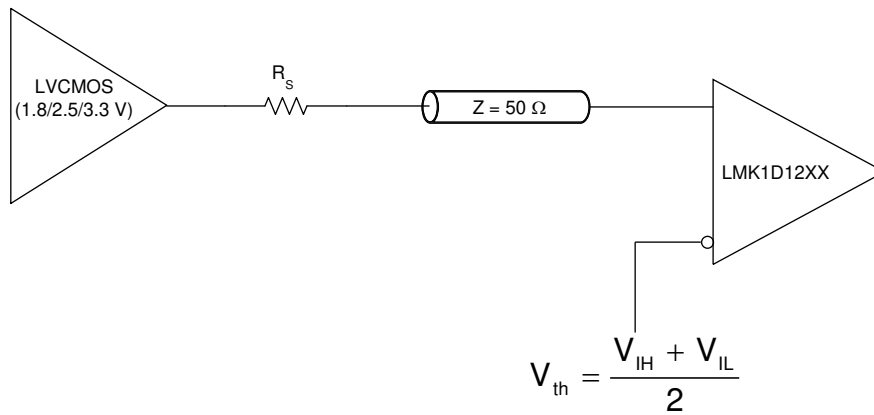 R_S
LVCMOS
(1.8/2.5/3.3 V)
Z = 50 Ω
LMK1D12XX
V_th = (V_IH + V_IL) / 2